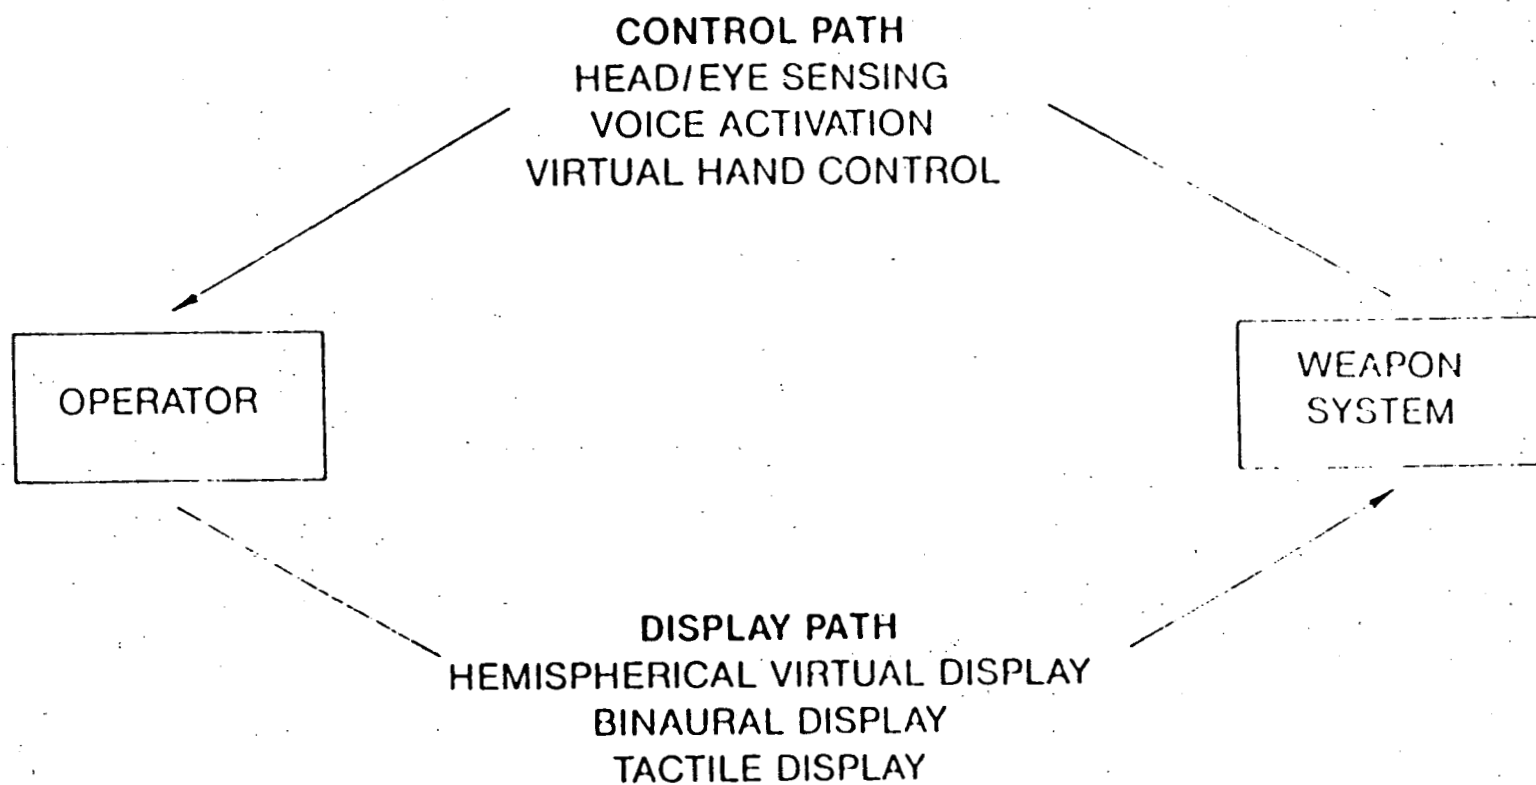 CONTROL PATH
HEAD/EYE SENSING
VOICE ACTIVATION
VIRTUAL HAND CONTROL
OPERATOR
WEAPON
SYSTEM
DISPLAY PATH
HEMISPHERICAL VIRTUAL DISPLAY
BINAURAL DISPLAY
TACTILE DISPLAY